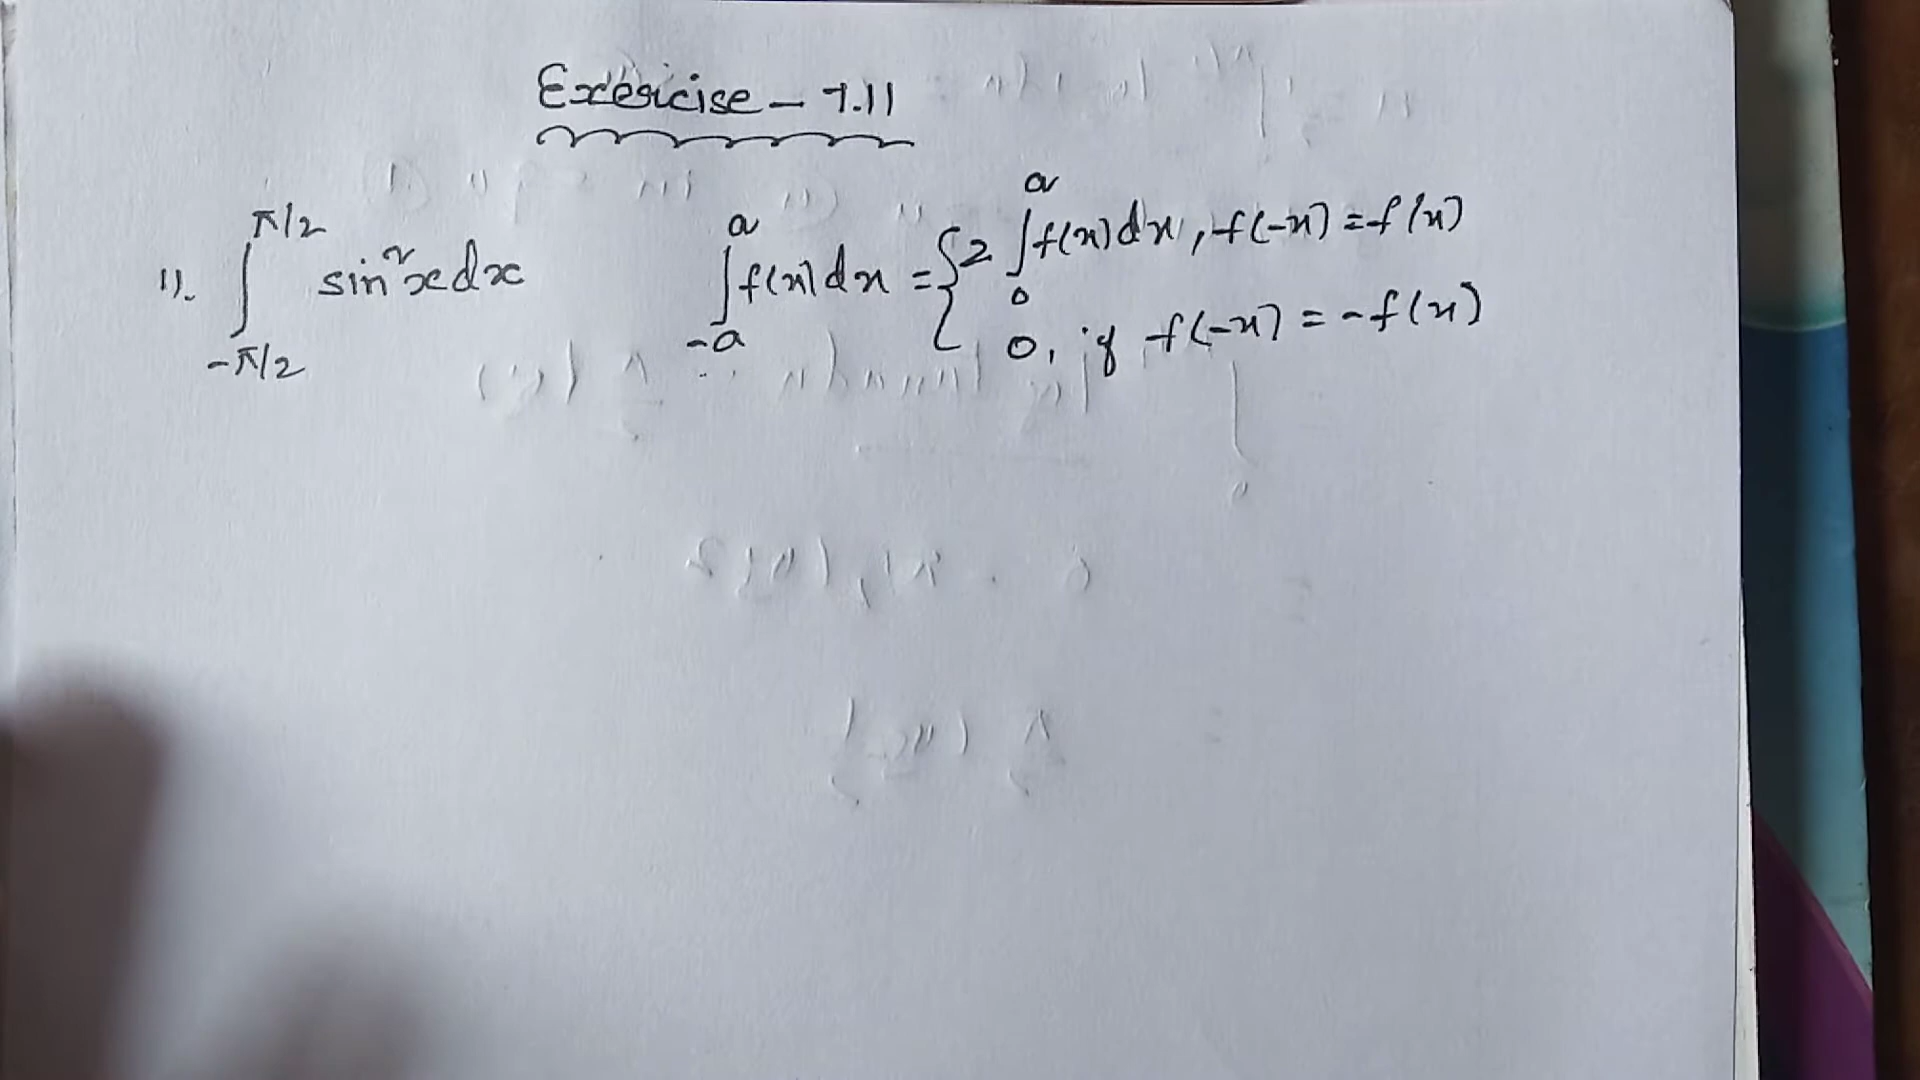 Exercise - 7.11
11). ∫_{-π/2}^{π/2} sin²x dx
∫_{-a}^{a} f(x) dx = { 2 ∫_{0}^{a} f(x) dx, f(-x) = f(x)
0, if f(-x) = -f(x)